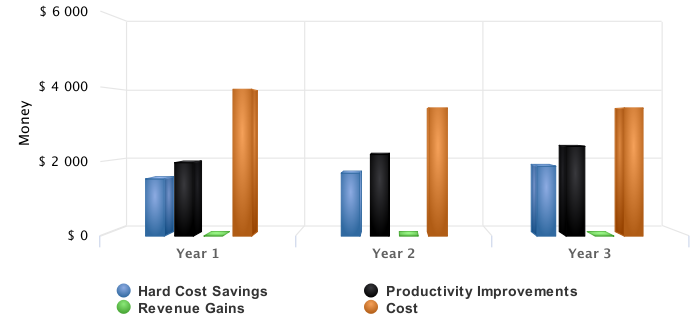 $ 6 000
$ 4 000
$ 2 000
$ 0
Money
Year 1 Year 2 Year 3
Hard Cost Savings Productivity Improvements
Revenue Gains Cost